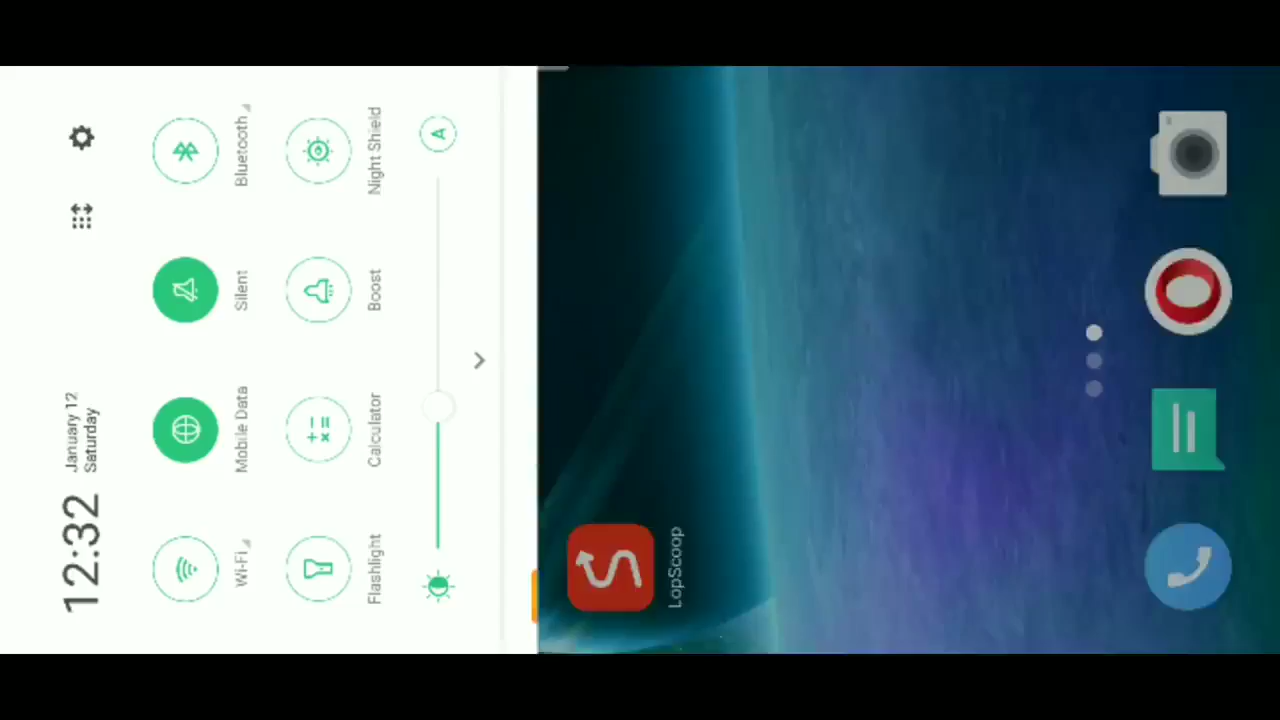 12:32
January 12
Saturday
Wi-Fi
Mobile Data
Silent
Bluetooth
Flashlight
Calculator
Boost
Night Shield
A
LopScoop